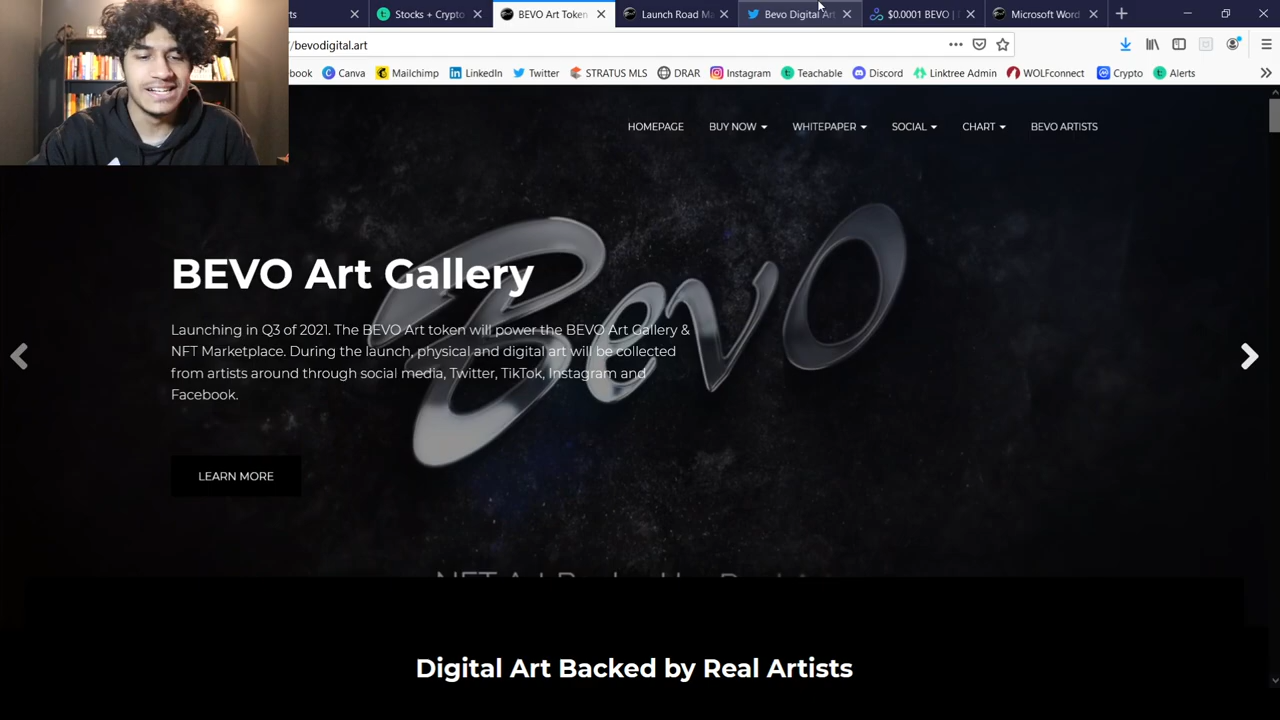 rts
Stocks + Crypto
BEVO Art Token
Launch Road Ma
Bevo Digital Art
$0.0001 BEVO |
Microsoft Word
//bevodigital.art
book
Canva
Mailchimp
LinkedIn
Twitter
STRATUS MLS
DRAR
Instagram
Teachable
Discord
Linktree Admin
WOLFconnect
Crypto
Alerts
HOMEPAGE
BUY NOW
WHITEPAPER
SOCIAL
CHART
BEVO ARTISTS
Bevo
BEVO Art Gallery
Launching in Q3 of 2021. The BEVO Art token will power the BEVO Art Gallery &
NFT Marketplace. During the launch, physical and digital art will be collected
from artists around through social media, Twitter, TikTok, Instagram and
Facebook.
LEARN MORE
Digital Art Backed by Real Artists